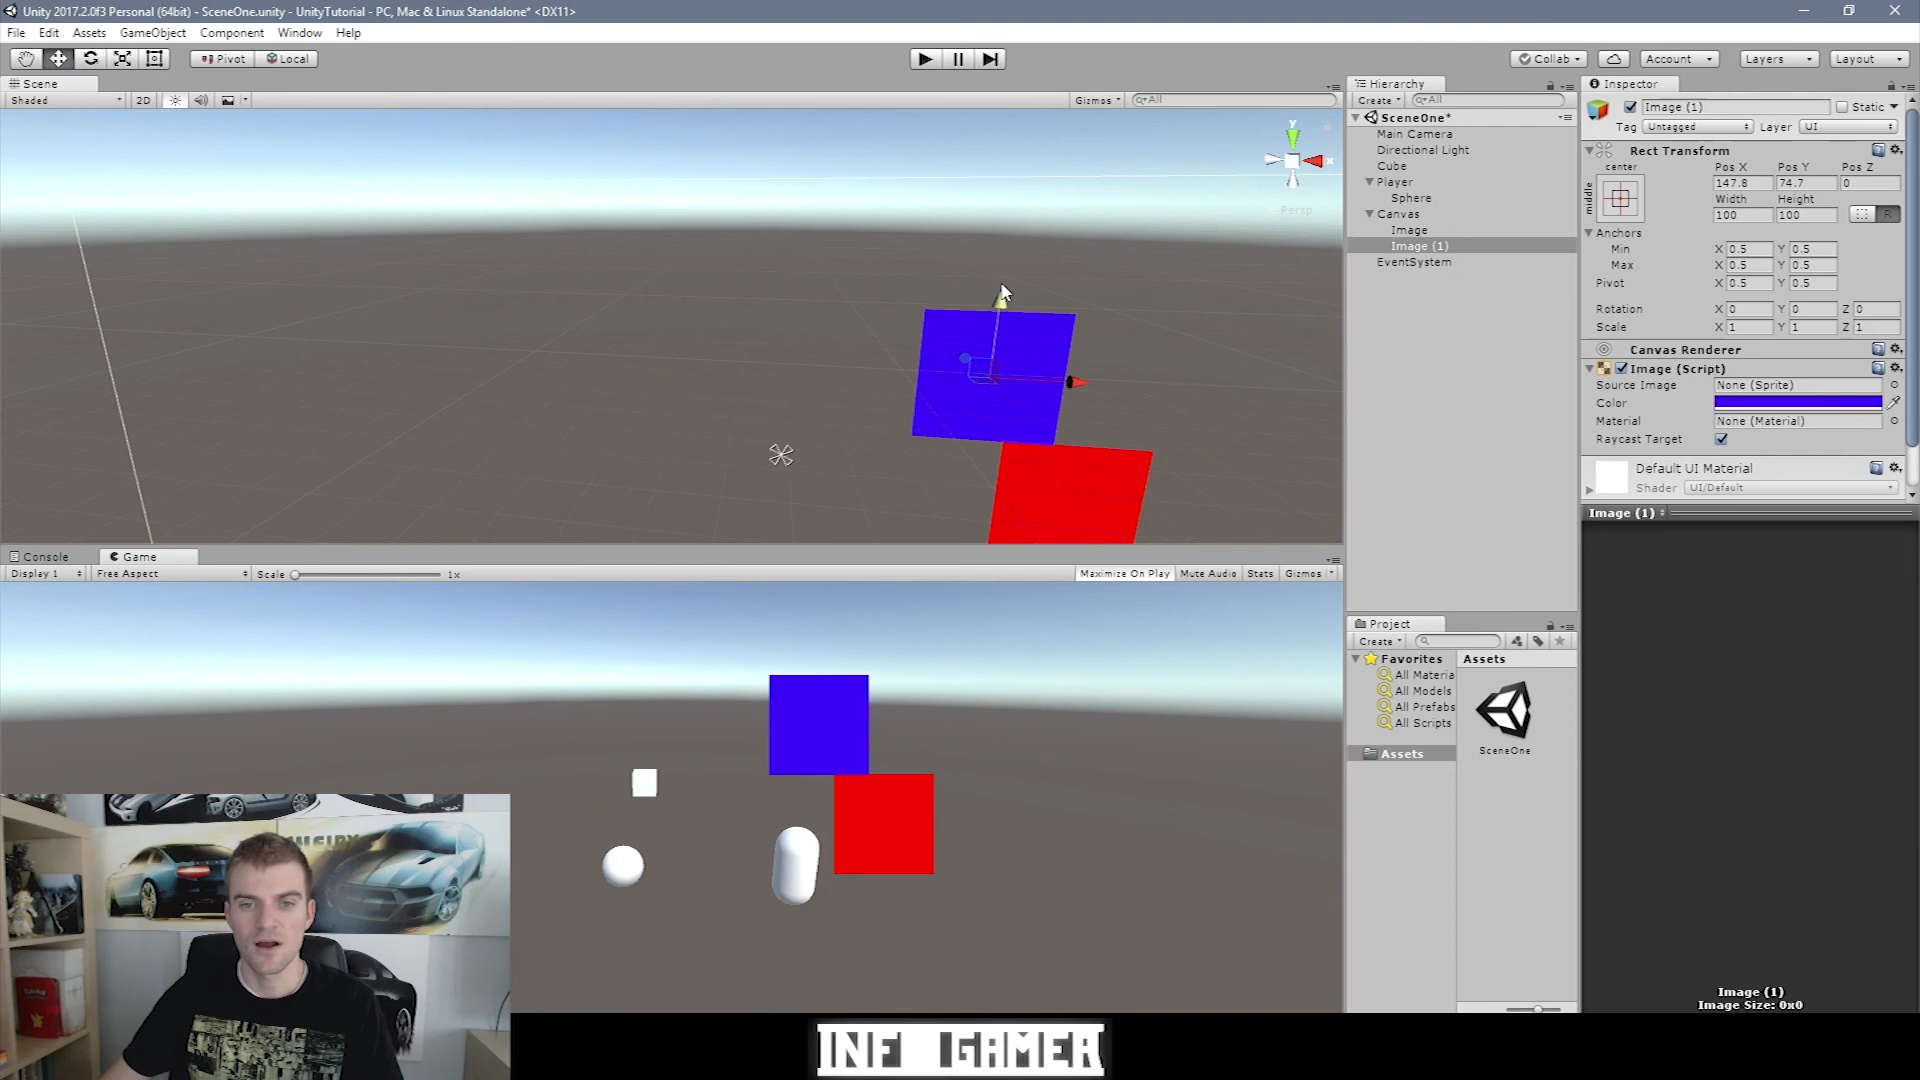 Unity 2017.2.0f3 Personal (64bit) - SceneOne.unity - UnityTutorial - PC, Mac & Linux Standalone* <DX11>
File Edit Assets GameObject Component Window Help
Pivot Local Collab Account Layers Layout
Scene
Shaded 2D Gizmos All
y
x
Persp
Console Game
Display 1 Free Aspect Scale 1x Maximize On Play Mute Audio Stats Gizmos
Hierarchy
Create All
SceneOne*
Main Camera
Directional Light
Cube
Player
Sphere
Canvas
Image
Image (1)
EventSystem
Project
Create
Favorites
All Materia
All Models
All Prefabs
All Scripts
Assets
Assets
SceneOne
Inspector
Image (1) Static
Tag Untagged Layer UI
Rect Transform
center
middle
Pos X Pos Y Pos Z
147.8 74.7 0
Width Height
100 100 R
Anchors
Min X 0.5 Y 0.5
Max X 0.5 Y 0.5
Pivot X 0.5 Y 0.5
Rotation X 0 Y 0 Z 0
Scale X 1 Y 1 Z 1
Canvas Renderer
Image (Script)
Source Image None (Sprite)
Color
Material None (Material)
Raycast Target
Default UI Material
Shader UI/Default
Image (1)
Image (1)
Image Size: 0x0
INF GAMER